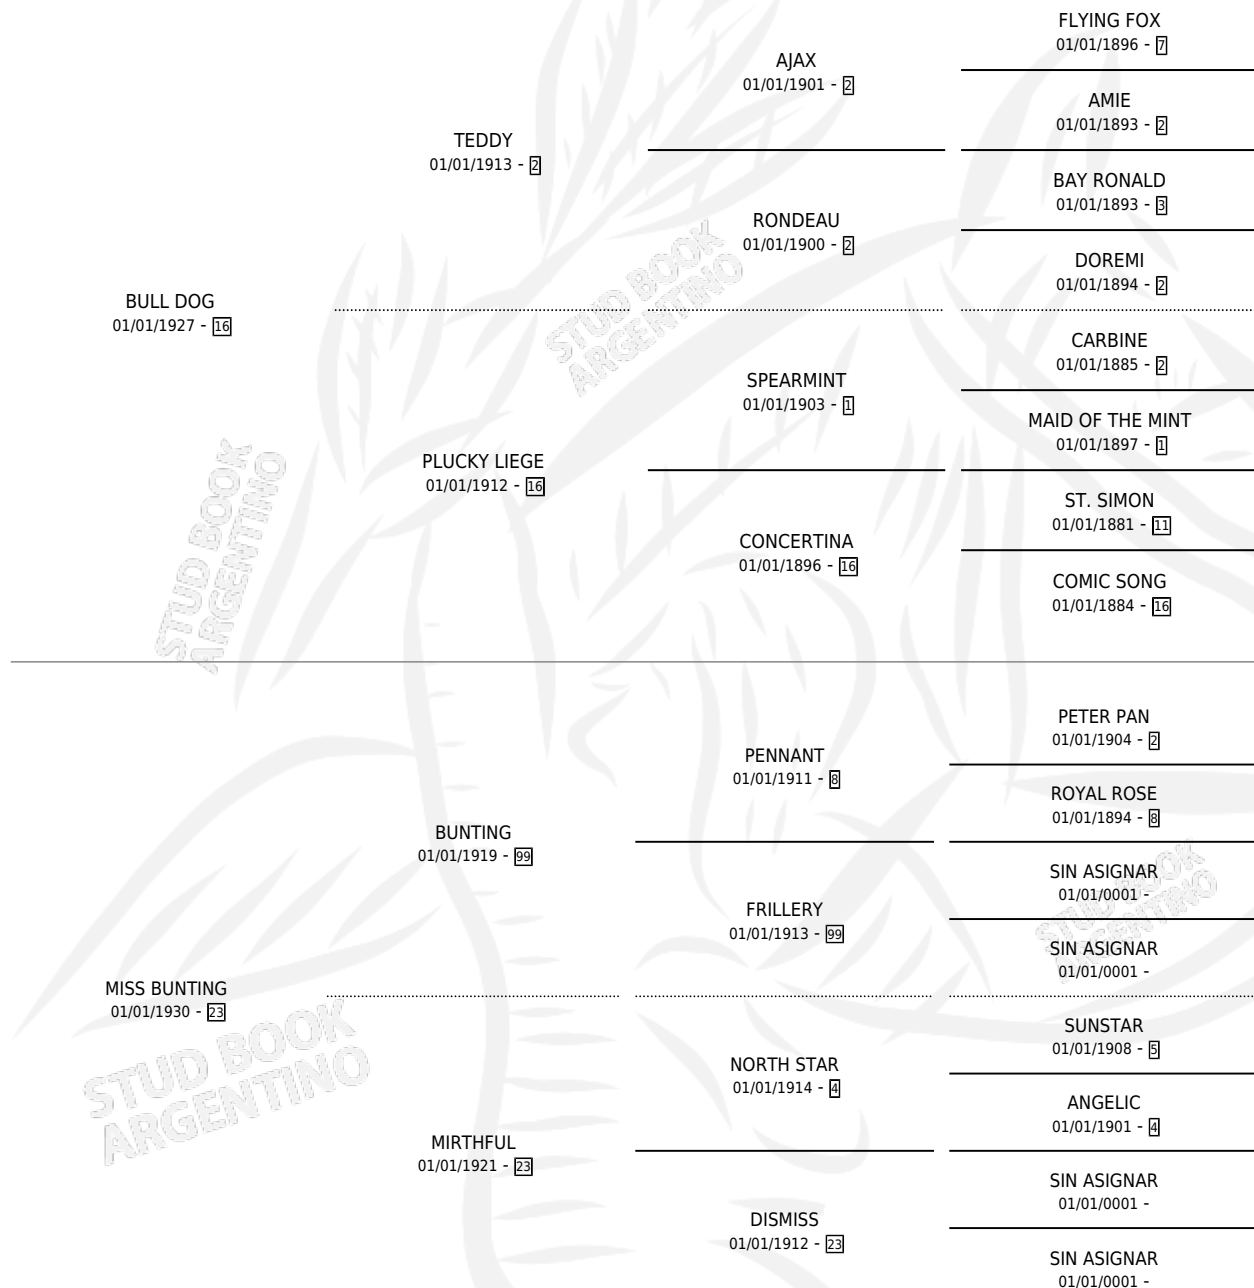 FLYING FOX
01/01/1896 - 7
AJAX
01/01/1901 - 2
AMIE
01/01/1893 - 2
TEDDY
01/01/1913 - 2
BAY RONALD
01/01/1893 - 3
RONDEAU
01/01/1900 - 2
DOREMI
01/01/1894 - 2
BULL DOG
01/01/1927 - 16
CARBINE
01/01/1885 - 2
SPEARMINT
01/01/1903 - 1
MAID OF THE MINT
01/01/1897 - 1
PLUCKY LIEGE
01/01/1912 - 16
ST. SIMON
01/01/1881 - 11
CONCERTINA
01/01/1896 - 16
COMIC SONG
01/01/1884 - 16
STUD BOOK
ARGENTINO
STUD BOOK
ARGENTINO
PETER PAN
01/01/1904 - 2
PENNANT
01/01/1911 - 8
ROYAL ROSE
01/01/1894 - 8
BUNTING
01/01/1919 - 99
SIN ASIGNAR
01/01/0001 -
FRILLERY
01/01/1913 - 99
SIN ASIGNAR
01/01/0001 -
STUD BOOK
ARGENTINO
MISS BUNTING
01/01/1930 - 23
SUNSTAR
01/01/1908 - 5
NORTH STAR
01/01/1914 - 4
ANGELIC
01/01/1901 - 4
STUD BOOK
ARGENTINO
MIRTHFUL
01/01/1921 - 23
SIN ASIGNAR
01/01/0001 -
DISMISS
01/01/1912 - 23
SIN ASIGNAR
01/01/0001 -